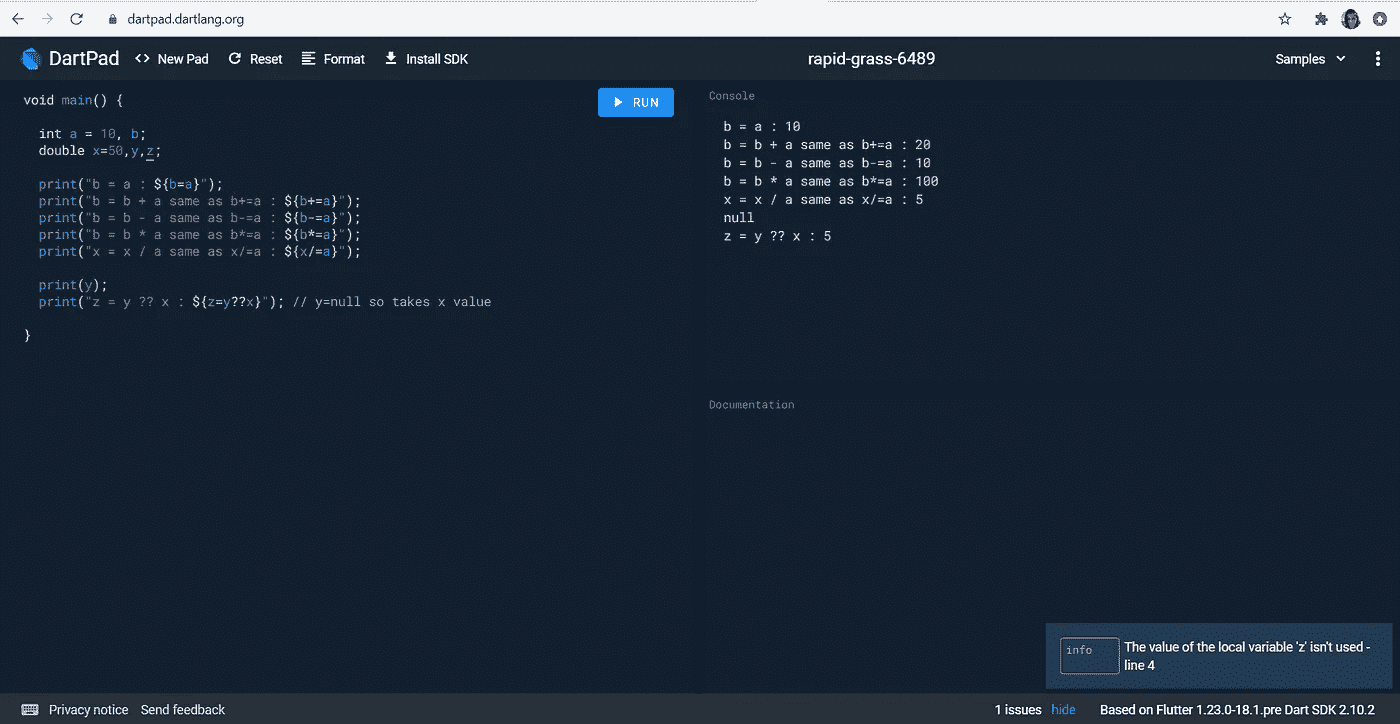 dartpad.dartlang.org
DartPad <> New Pad Reset Format Install SDK rapid-grass-6489 Samples
void main() {
int a = 10, b;
double x=50,y,z;
print("b = a : ${b=a}");
print("b = b + a same as b+=a : ${b+=a}");
print("b = b - a same as b-=a : ${b-=a}");
print("b = b * a same as b*=a : ${b*=a}");
print("x = x / a same as x/=a : ${x/=a}");
print(y);
print("z = y ?? x : ${z=y??x}"); // y=null so takes x value
}
RUN
Console
b = a : 10
b = b + a same as b+=a : 20
b = b - a same as b-=a : 10
b = b * a same as b*=a : 100
x = x / a same as x/=a : 5
null
z = y ?? x : 5
Documentation
info
The value of the local variable 'z' isn't used -
line 4
Privacy notice Send feedback
1 issues hide Based on Flutter 1.23.0-18.1.pre Dart SDK 2.10.2